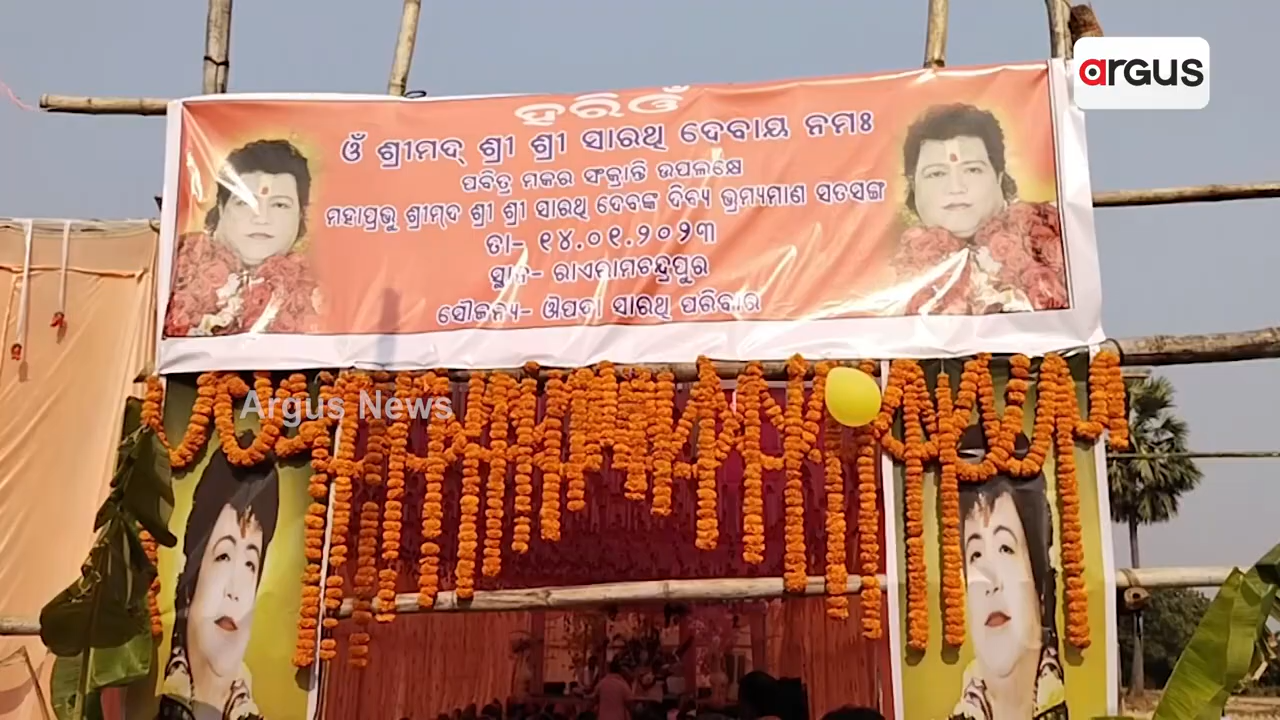 aRGUS
ହରିଓଁ
ଓଁ ଶ୍ରୀମଦ୍ ଶ୍ରୀ ଶ୍ରୀ ସାରଥି ଦେବାୟ ନମଃ
ପବିତ୍ର ମକର ସଂକ୍ରାନ୍ତି ଉପଲକ୍ଷେ
ମହାପ୍ରଭୁ ଶ୍ରୀମ୍ଦ ଶ୍ରୀ ଶ୍ରୀ ସାରଥି ଦେବଙ୍କ ଦିବ୍ୟ ଭ୍ରମ୍ୟମାଣ ସତସଙ୍ଗ
ତା- ୧୪.୦୧.୨୦୨୩
ସ୍ଥାନ- ରାଏରାମଚନ୍ଦ୍ରପୁର
ସୌଜନ୍ୟ- ଔପଦା ସାରଥି ପରିବାର
Argus News